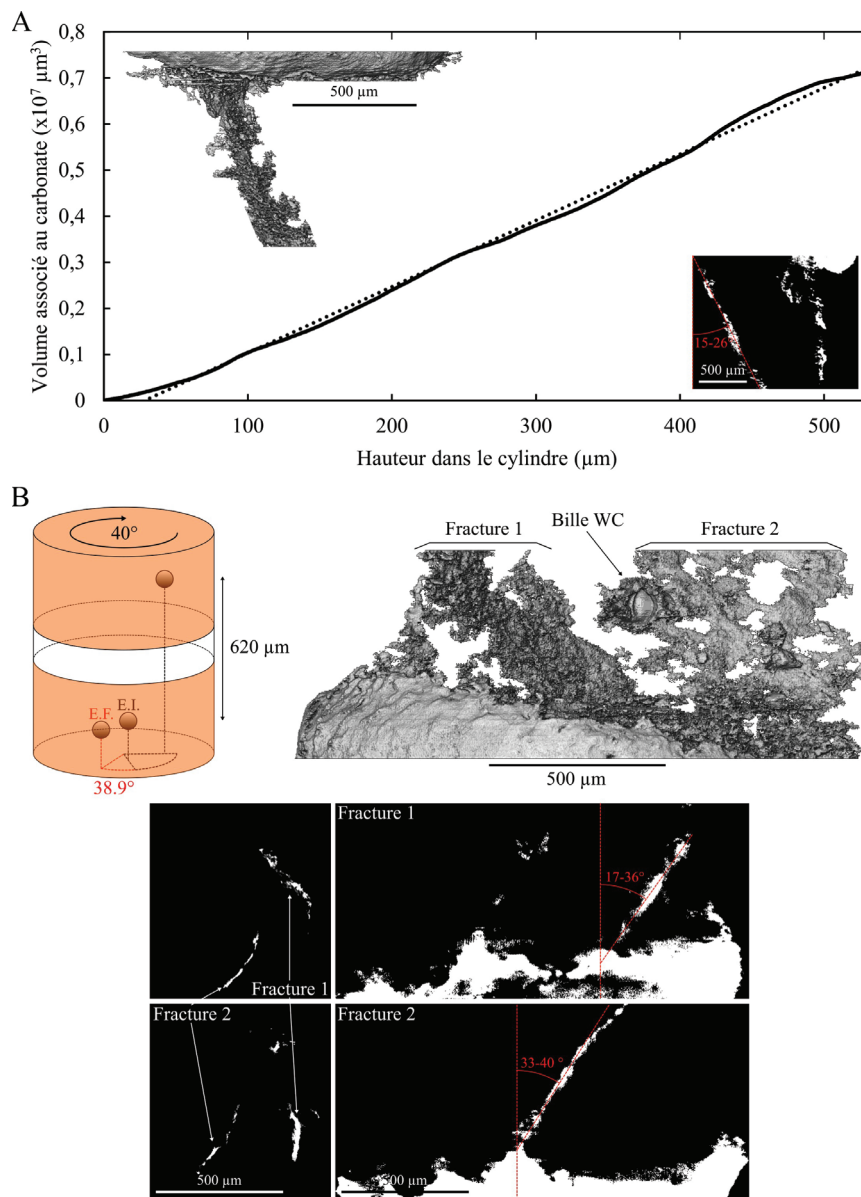 A
0,8
0,7
0,6
0,5
0,4
0,3
0,2
0,1
0
Volume associé au carbonate (x10⁷ µm³)
500 µm
15-26°
500 µm
0 100 200 300 400 500
Hauteur dans le cylindre (µm)
B
40°
620 µm
E.F.
E.I.
38.9°
Fracture 1
Bille WC
Fracture 2
500 µm
Fracture 1
17-36°
Fracture 1
Fracture 2
Fracture 2
33-40 °
500 µm
500 µm